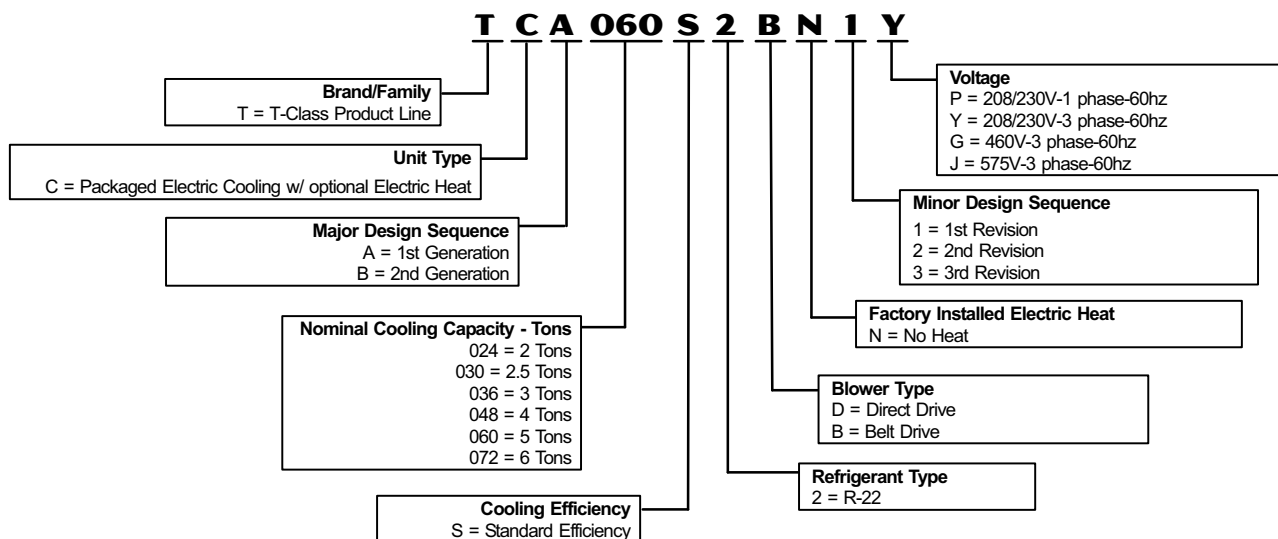 T C A 060 S 2 B N 1 Y
Brand/Family
T = T-Class Product Line
Unit Type
C = Packaged Electric Cooling w/ optional Electric Heat
Major Design Sequence
A = 1st Generation
B = 2nd Generation
Nominal Cooling Capacity - Tons
024 = 2 Tons
030 = 2.5 Tons
036 = 3 Tons
048 = 4 Tons
060 = 5 Tons
072 = 6 Tons
Cooling Efficiency
S = Standard Efficiency
Voltage
P = 208/230V-1 phase-60hz
Y = 208/230V-3 phase-60hz
G = 460V-3 phase-60hz
J = 575V-3 phase-60hz
Minor Design Sequence
1 = 1st Revision
2 = 2nd Revision
3 = 3rd Revision
Factory Installed Electric Heat
N = No Heat
Blower Type
D = Direct Drive
B = Belt Drive
Refrigerant Type
2 = R-22